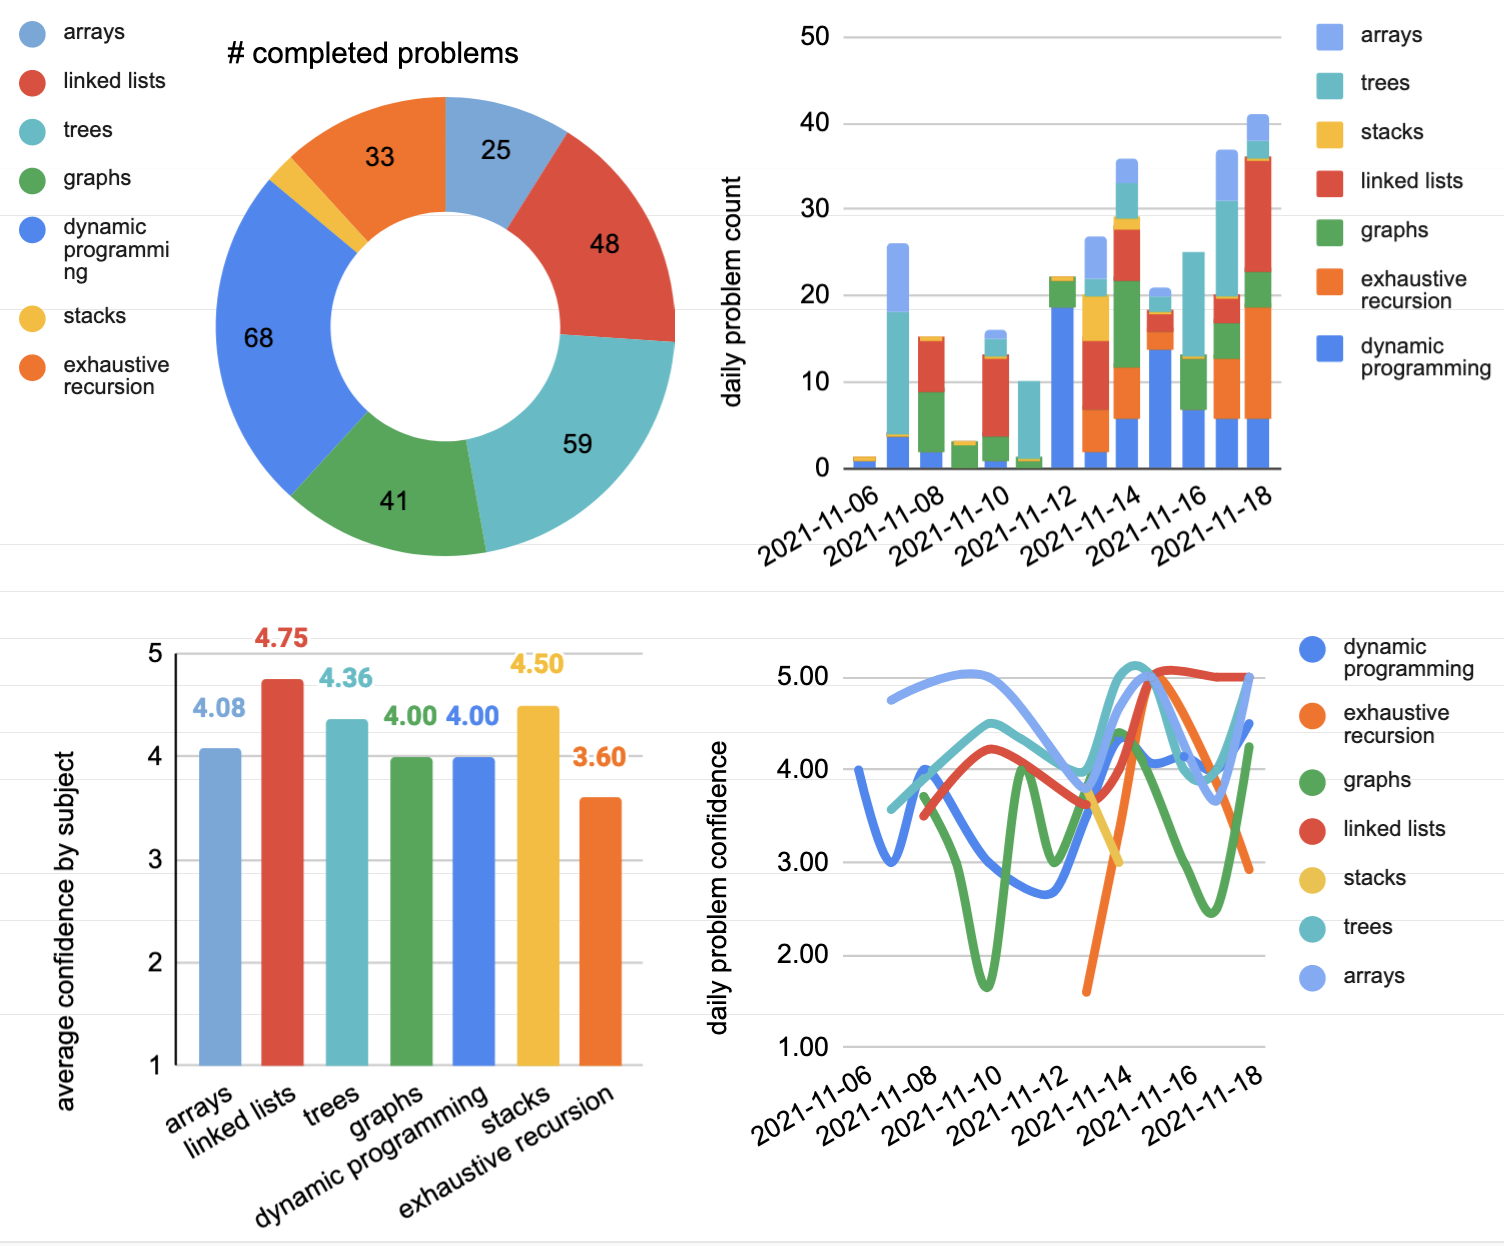 arrays
linked lists
trees
graphs
dynamic
programmi
ng
stacks
exhaustive
recursion
# completed problems
25
48
59
41
68
33
daily problem count
50
40
30
20
10
0
2021-11-06
2021-11-08
2021-11-10
2021-11-12
2021-11-14
2021-11-16
2021-11-18
arrays
trees
stacks
linked lists
graphs
exhaustive
recursion
dynamic
programming
average confidence by subject
5
4
3
2
1
4.08
4.75
4.36
4.00
4.00
4.50
3.60
arrays
linked lists
trees
graphs
dynamic programming
stacks
exhaustive recursion
daily problem confidence
5.00
4.00
3.00
2.00
1.00
2021-11-06
2021-11-08
2021-11-10
2021-11-12
2021-11-14
2021-11-16
2021-11-18
dynamic
programming
exhaustive
recursion
graphs
linked lists
stacks
trees
arrays